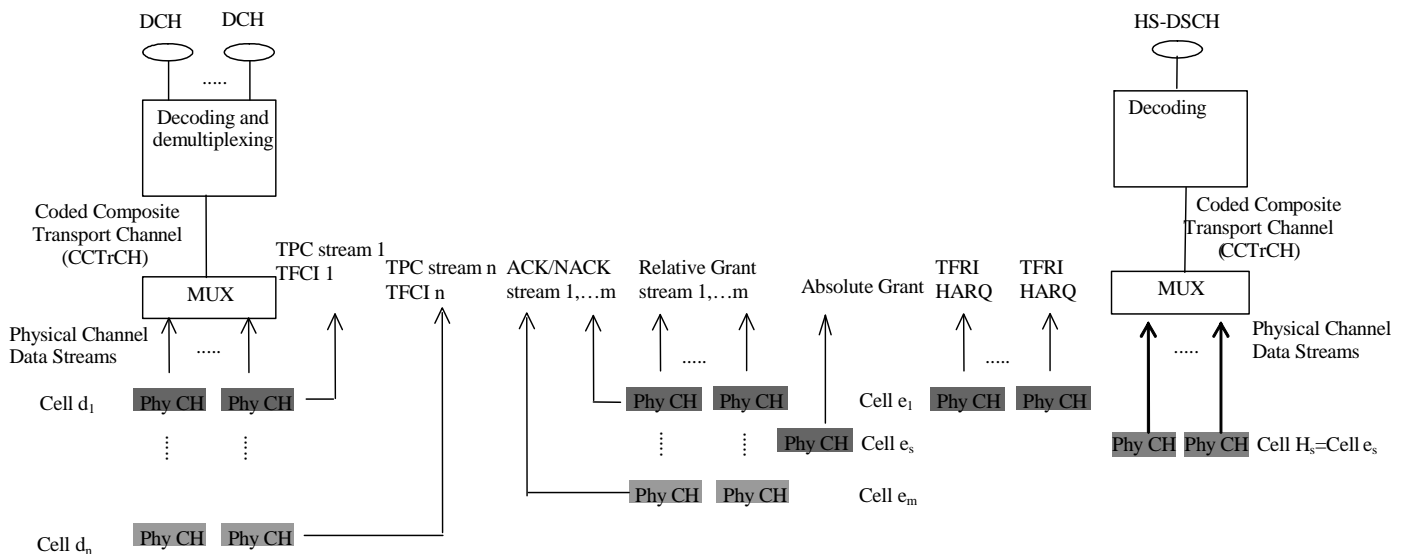 DCH
DCH
HS-DSCH
.....
Decoding and
demultiplexing
Decoding
Coded Composite
Transport Channel
(CCTrCH)
Coded Composite
Transport Channel
(CCTrCH)
TPC stream 1
TFCI 1
TPC stream n
TFCI n
ACK/NACK
stream 1,…m
Relative Grant
stream 1,…m
Absolute Grant
TFRI
HARQ
TFRI
HARQ
MUX
MUX
Physical Channel
Data Streams
.....
.....
.....
.....
Physical Channel
Data Streams
Cell d1
Phy CH
Phy CH
Phy CH
Phy CH
Cell e1
Phy CH
Phy CH
Phy CH
Cell es
Phy CH
Phy CH
Cell Hs=Cell es
Phy CH
Phy CH
Cell em
Cell dn
Phy CH
Phy CH